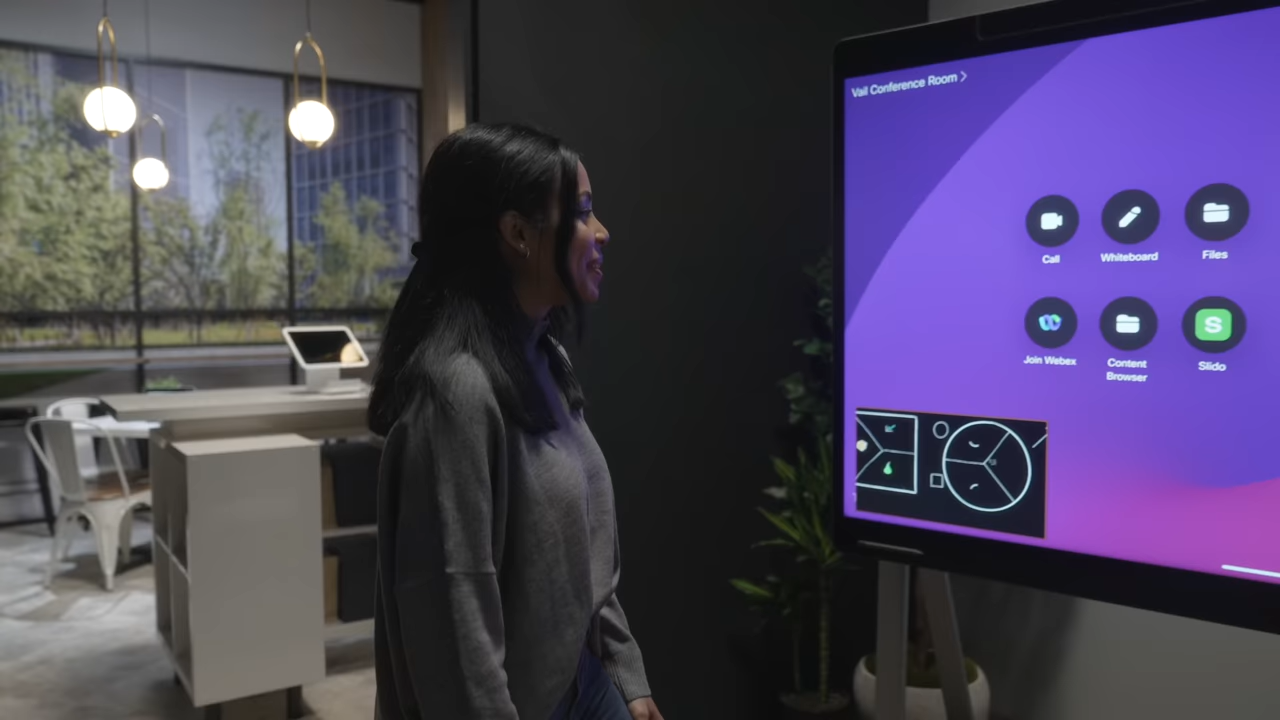 Vail Conference Room >
Call
Whiteboard
Files
Join Webex
Content
Browser
S
Slido